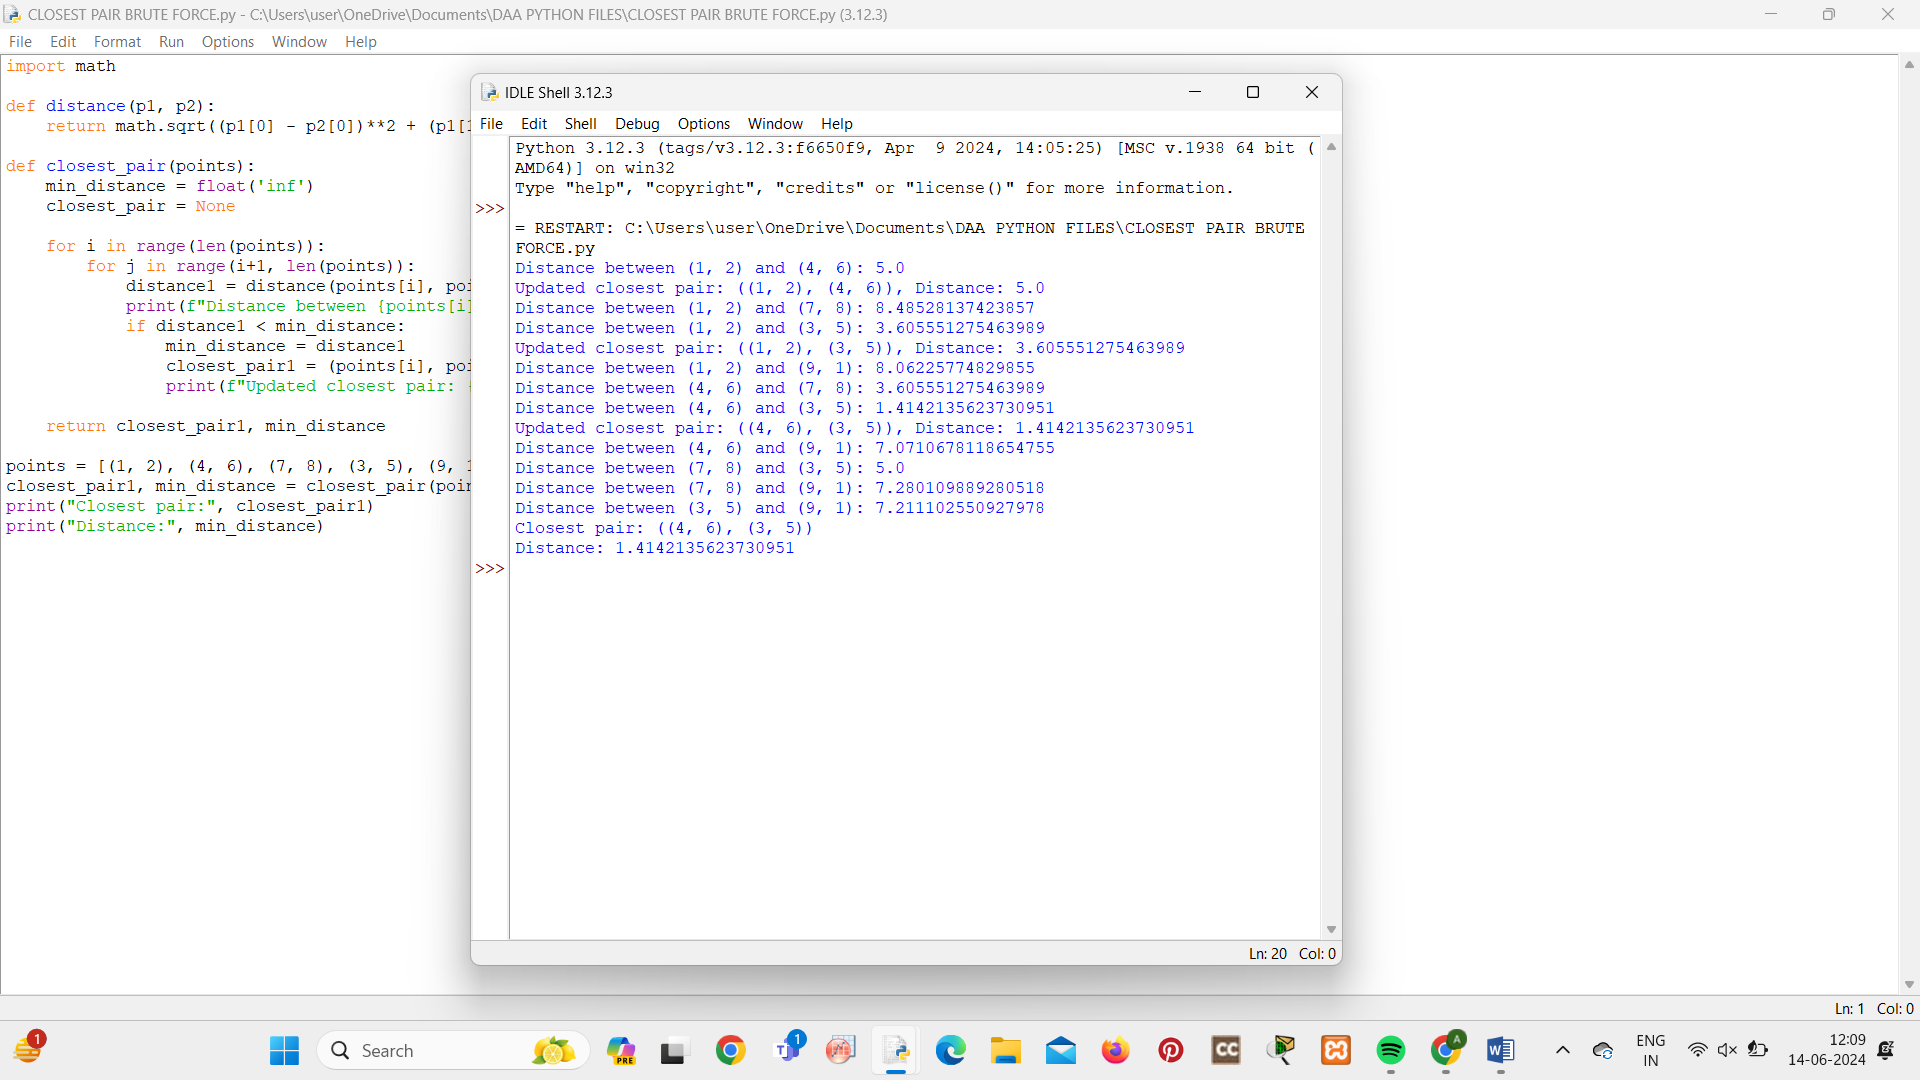 CLOSEST PAIR BRUTE FORCE.py - C:\Users\user\OneDrive\Documents\DAA PYTHON FILES\CLOSEST PAIR BRUTE FORCE.py (3.12.3)
File Edit Format Run Options Window Help
import math
def distance(p1, p2):
    return math.sqrt((p1[0] - p2[0])**2 + (p1[1
def closest_pair(points):
    min_distance = float('inf')
    closest_pair = None
    for i in range(len(points)):
        for j in range(i+1, len(points)):
            distance1 = distance(points[i], poi
            print(f"Distance between {points[i]
            if distance1 < min_distance:
                min_distance = distance1
                closest_pair1 = (points[i], poi
                print(f"Updated closest pair: {
    return closest_pair1, min_distance
points = [(1, 2), (4, 6), (7, 8), (3, 5), (9, 1
closest_pair1, min_distance = closest_pair(poin
print("Closest pair:", closest_pair1)
print("Distance:", min_distance)
IDLE Shell 3.12.3
File Edit Shell Debug Options Window Help
Python 3.12.3 (tags/v3.12.3:f6650f9, Apr  9 2024, 14:05:25) [MSC v.1938 64 bit (
AMD64)] on win32
Type "help", "copyright", "credits" or "license()" for more information.
>>>
= RESTART: C:\Users\user\OneDrive\Documents\DAA PYTHON FILES\CLOSEST PAIR BRUTE
FORCE.py
Distance between (1, 2) and (4, 6): 5.0
Updated closest pair: ((1, 2), (4, 6)), Distance: 5.0
Distance between (1, 2) and (7, 8): 8.48528137423857
Distance between (1, 2) and (3, 5): 3.605551275463989
Updated closest pair: ((1, 2), (3, 5)), Distance: 3.605551275463989
Distance between (1, 2) and (9, 1): 8.06225774829855
Distance between (4, 6) and (7, 8): 3.605551275463989
Distance between (4, 6) and (3, 5): 1.4142135623730951
Updated closest pair: ((4, 6), (3, 5)), Distance: 1.4142135623730951
Distance between (4, 6) and (9, 1): 7.0710678118654755
Distance between (7, 8) and (3, 5): 5.0
Distance between (7, 8) and (9, 1): 7.280109889280518
Distance between (3, 5) and (9, 1): 7.211102550927978
Closest pair: ((4, 6), (3, 5))
Distance: 1.4142135623730951
>>>
Ln: 20 Col: 0
Ln: 1 Col: 0
1
Search
PRE
1
CC
A
ENG
IN
12:09
14-06-2024